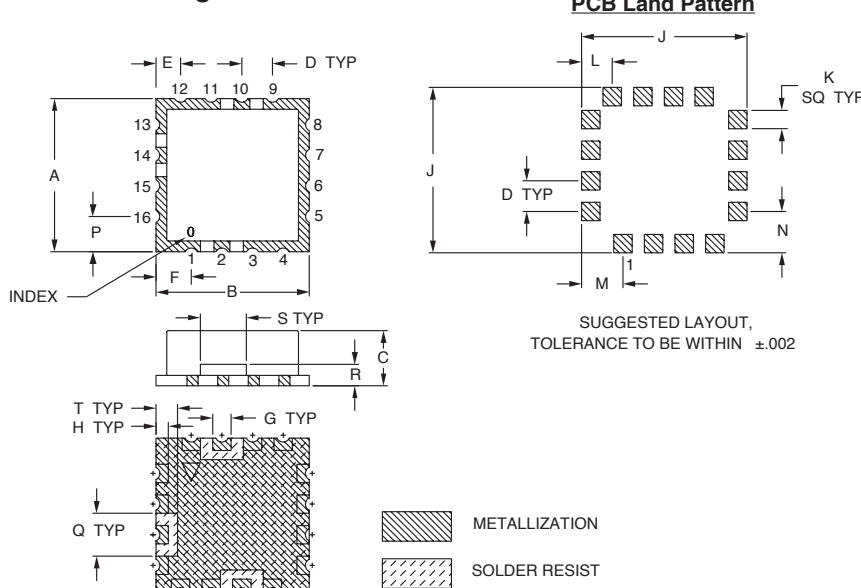 PCB Land Pattern
E
D TYP
12 11 10 9
13
14
15
16
8
7
6
5
A
P
0
1 2 3 4
F
B
INDEX
J
L
K
SQ TYP
J
D TYP
N
1
M
SUGGESTED LAYOUT,
TOLERANCE TO BE WITHIN ±.002
S TYP
C
R
T TYP
H TYP
G TYP
Q TYP
METALLIZATION
SOLDER RESIST